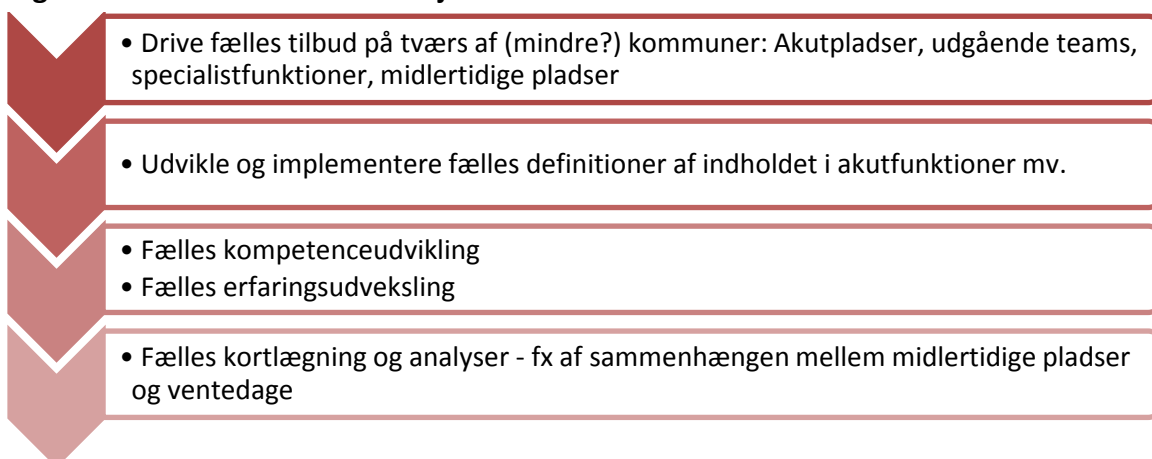 • Drive fælles tilbud på tværs af (mindre?) kommuner: Akutpladser, udgående teams,
specialistfunktioner, midlertidige pladser
• Udvikle og implementere fælles definitioner af indholdet i akutfunktioner mv.
• Fælles kompetenceudvikling
• Fælles erfaringsudveksling
• Fælles kortlægning og analyser - fx af sammenhængen mellem midlertidige pladser
og ventedage